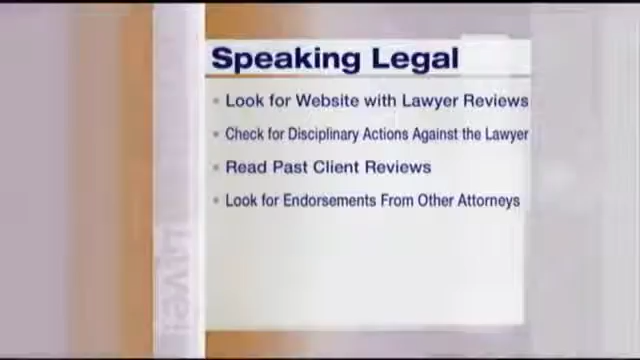 Speaking Legal
Look for Website with Lawyer Reviews
Check for Disciplinary Actions Against the Lawyer
Read Past Client Reviews
Look for Endorsements From Other Attorneys